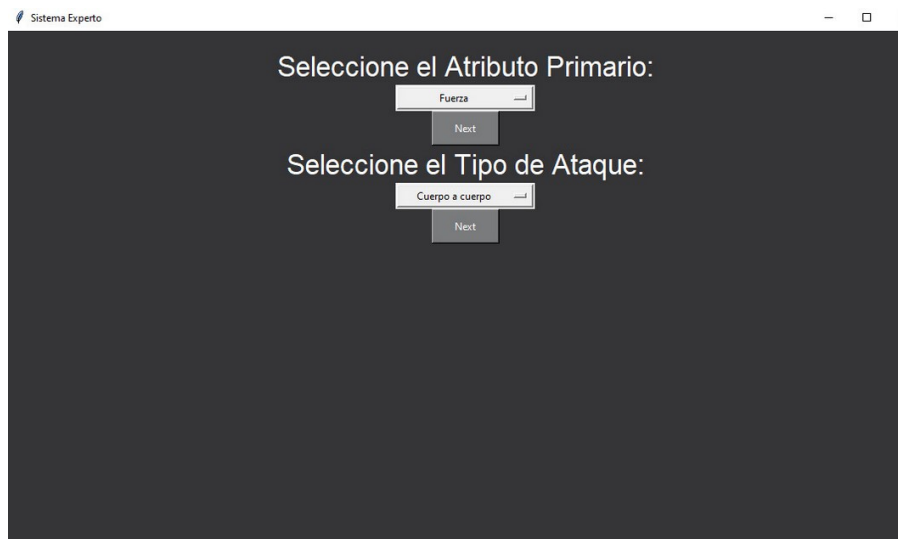 Sistema Experto
Seleccione el Atributo Primario:
Fuerza
Next
Seleccione el Tipo de Ataque:
Cuerpo a cuerpo
Next